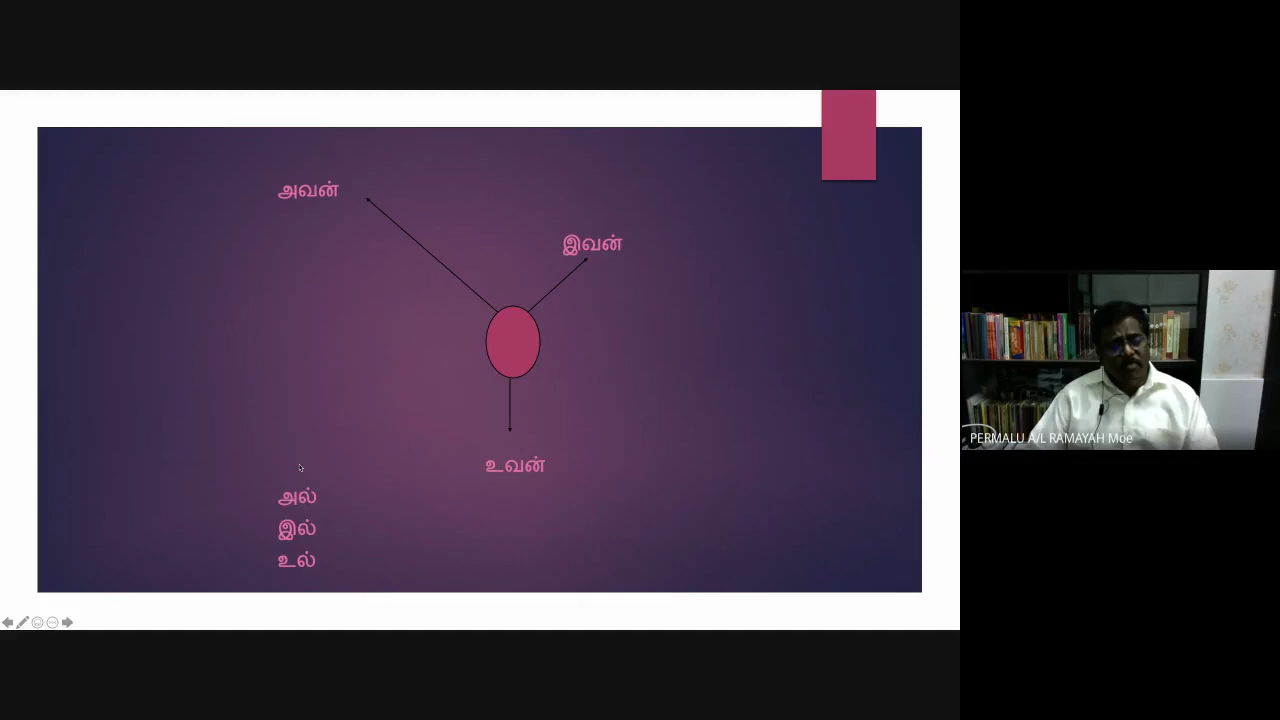 அவன்
இவன்
உவன்
அல்
இல்
உல்
PERMALU A/L RAMAYAH Moe